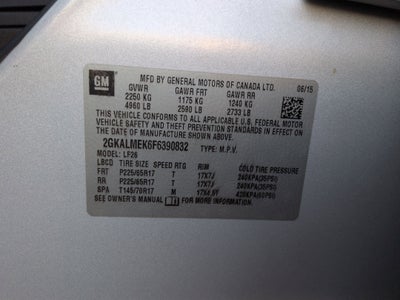 GM
MFD BY GENERAL MOTORS OF CANADA LTD. 06/15
GVWR GAWR FRT GAWR RR
2250 KG 1175 KG 1240 KG
4960 LB 2590 LB 2733 LB
THIS VEHICLE CONFORMS TO ALL APPLICABLE U.S. FEDERAL MOTOR
VEHICLE SAFETY AND THEFT PREVENTION STANDARDS IN EFFECT ON
THE DATE OF MANUFACTURE SHOWN ABOVE.
2GKALMEK6F6390832 TYPE: M.P.V.
MODEL: LF26
LBCD TIRE SIZE SPEED RTG RIM COLD TIRE PRESSURE
FRT P225/65R17 T 17X7J 240KPA(35PSI)
RR P225/65R17 T 17X7J 240KPA(35PSI)
SPA T145/70R17 M 420KPA(60PSI)
SEE OWNER'S MANUAL FOR MORE INFORMATION.